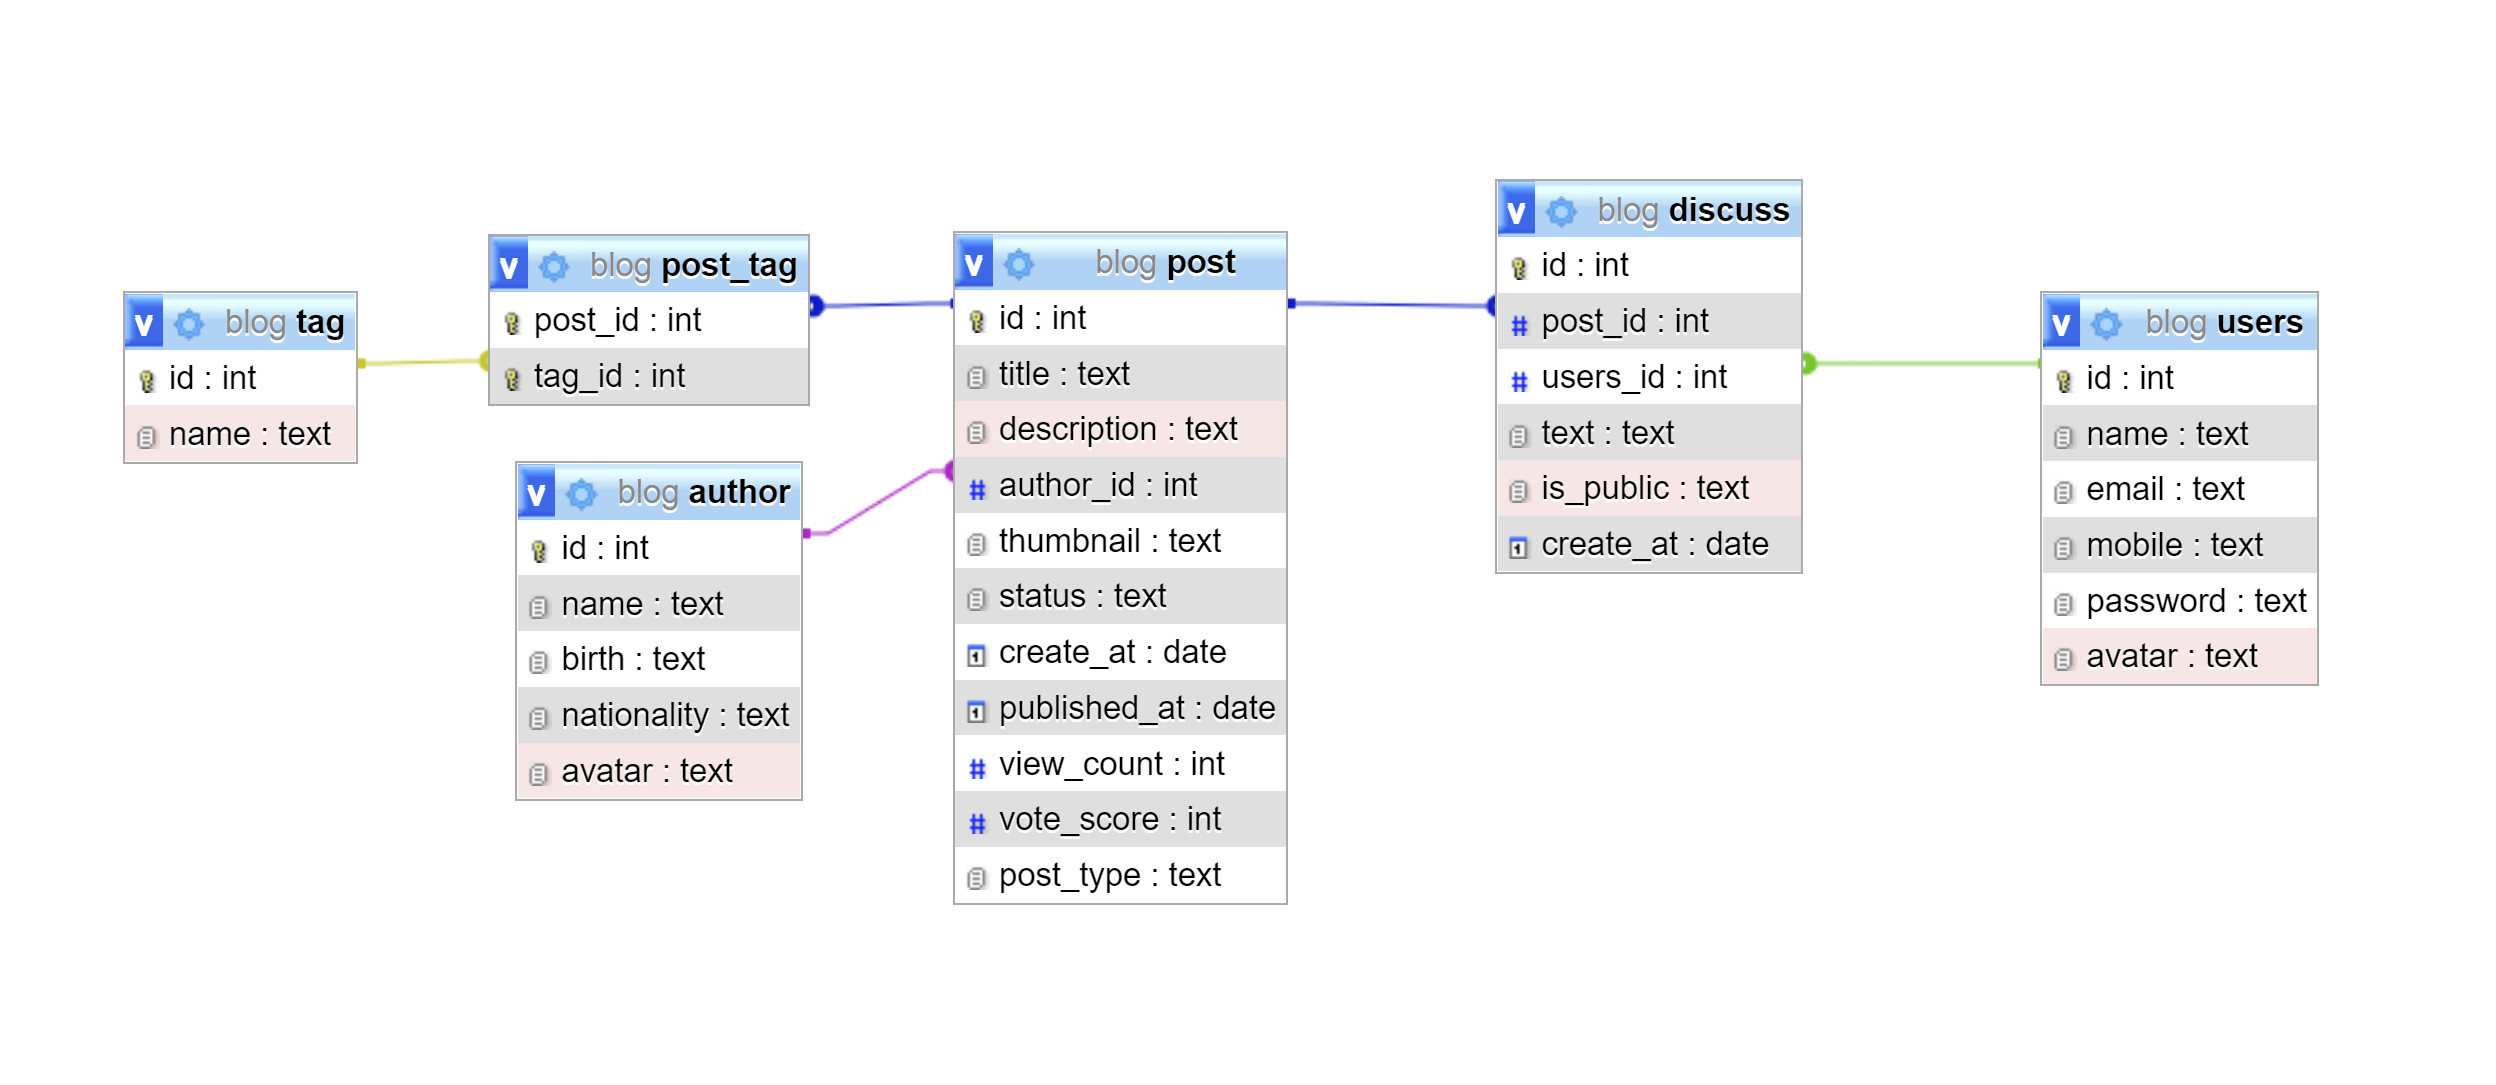 v blog tag
id : int
name : text
v blog post_tag
post_id : int
tag_id : int
v blog author
id : int
name : text
birth : text
nationality : text
avatar : text
v blog post
id : int
title : text
description : text
author_id : int
thumbnail : text
status : text
create_at : date
published_at : date
view_count : int
vote_score : int
post_type : text
v blog discuss
id : int
post_id : int
users_id : int
text : text
is_public : text
create_at : date
v blog users
id : int
name : text
email : text
mobile : text
password : text
avatar : text